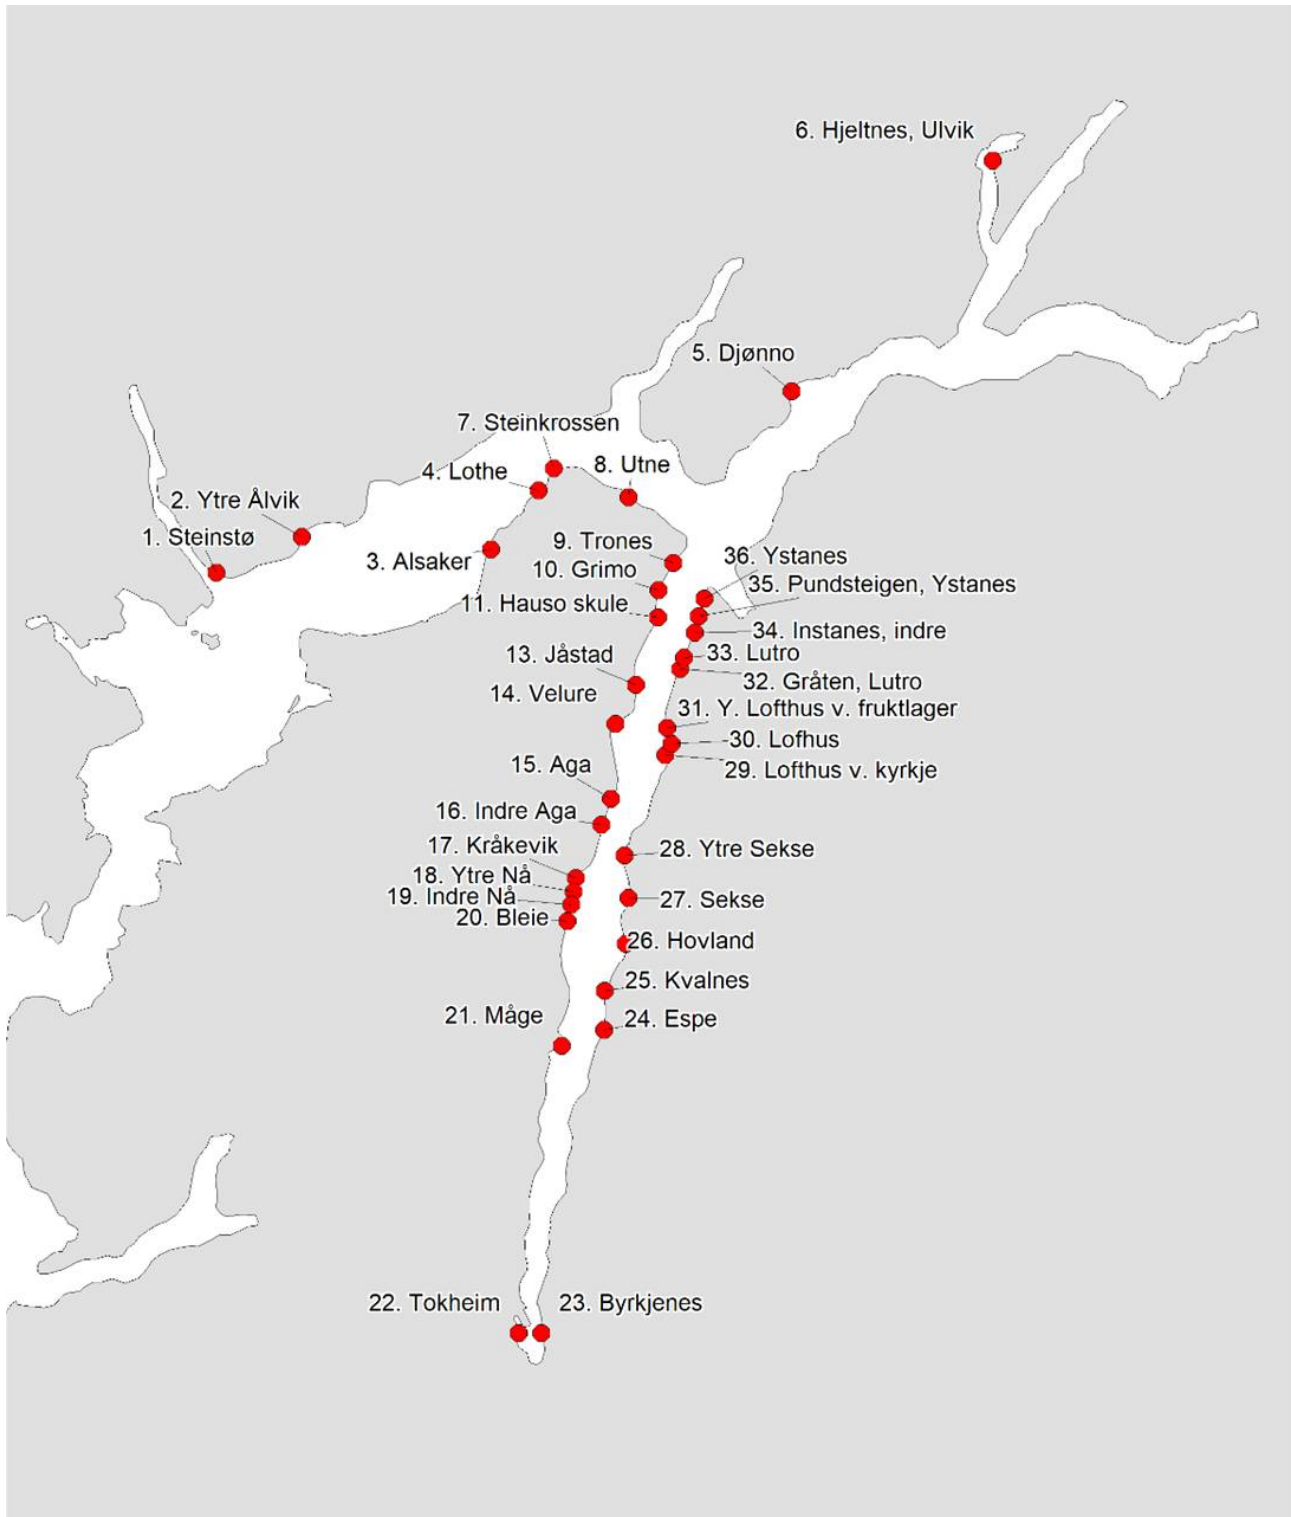 6. Hjeltnes, Ulvik
5. Djønno
7. Steinkrossen
4. Lothe
8. Utne
2. Ytre Ålvik
1. Steinstø
3. Alsaker
9. Trones
10. Grimo
11. Hauso skule
36. Ystanes
35. Pundsteigen, Ystanes
34. Instanes, indre
33. Lutro
32. Gråten, Lutro
13. Jåstad
14. Velure
31. Y. Lofthus v. fruktlager
30. Lofhus
29. Lofthus v. kyrkje
15. Aga
16. Indre Aga
17. Kråkevik
18. Ytre Nå
19. Indre Nå
20. Bleie
28. Ytre Sekse
27. Sekse
26. Hovland
25. Kvalnes
21. Måge
24. Espe
22. Tokheim
23. Byrkjenes